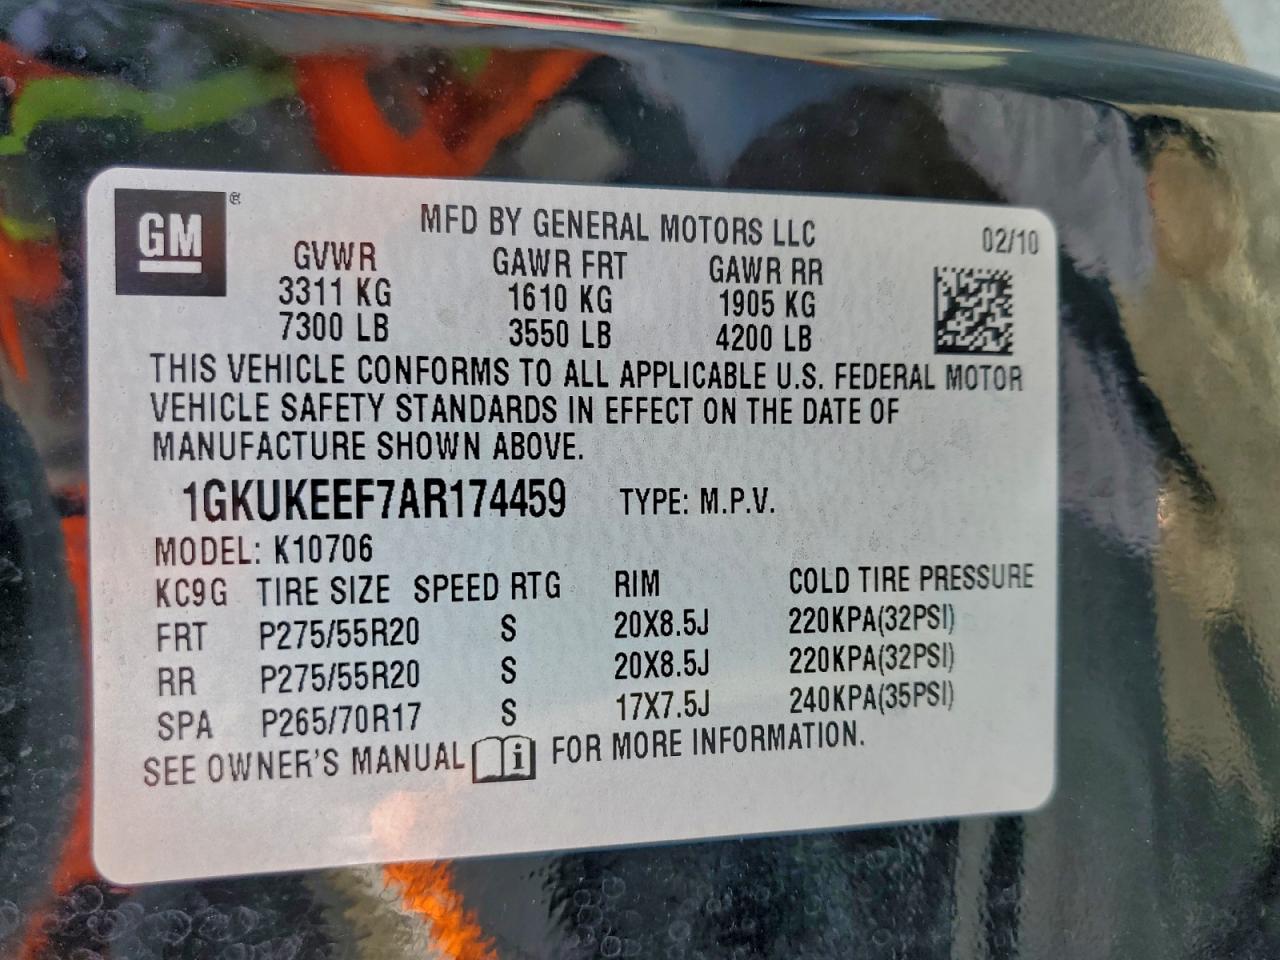 GM ®
MFD BY GENERAL MOTORS LLC
02/10
GVWR GAWR FRT GAWR RR
3311 KG 1610 KG 1905 KG
7300 LB 3550 LB 4200 LB
THIS VEHICLE CONFORMS TO ALL APPLICABLE U.S. FEDERAL MOTOR
VEHICLE SAFETY STANDARDS IN EFFECT ON THE DATE OF
MANUFACTURE SHOWN ABOVE.
1GKUKEEF7AR174459 TYPE: M.P.V.
MODEL: K10706
KC9G TIRE SIZE SPEED RTG RIM COLD TIRE PRESSURE
FRT P275/55R20 S 20X8.5J 220KPA(32PSI)
RR P275/55R20 S 20X8.5J 220KPA(32PSI)
SPA P265/70R17 S 17X7.5J 240KPA(35PSI)
SEE OWNER'S MANUAL i FOR MORE INFORMATION.